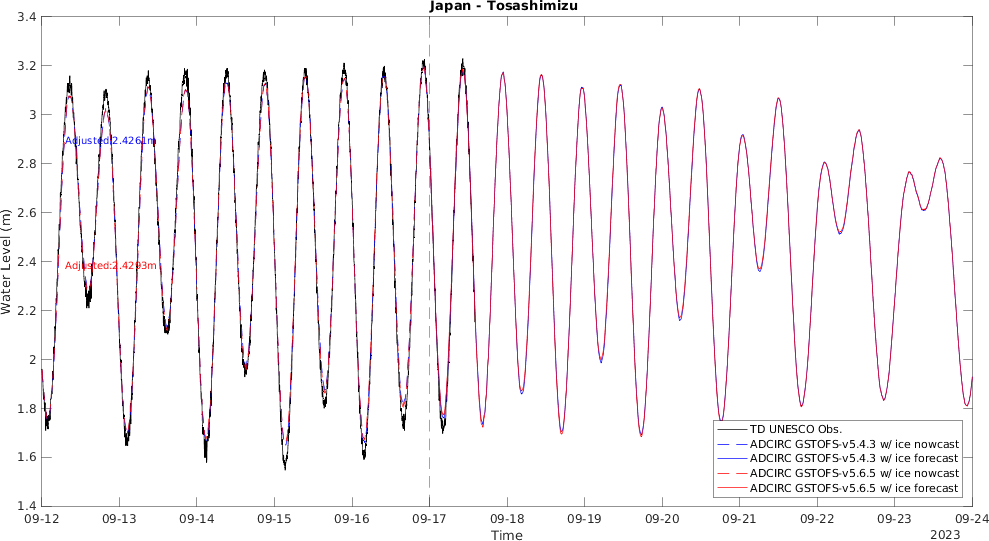 Japan - Tosashimizu
3.4
3.2
3
2.8
2.6
2.4
2.2
2
1.8
1.6
1.4
Water Level (m)
Adjusted:2.4261m
Adjusted:2.4293m
TD UNESCO Obs.
ADCIRC GSTOFS-v5.4.3 w/ ice nowcast
ADCIRC GSTOFS-v5.4.3 w/ ice forecast
ADCIRC GSTOFS-v5.6.5 w/ ice nowcast
ADCIRC GSTOFS-v5.6.5 w/ ice forecast
09-12 09-13 09-14 09-15 09-16 09-17 09-18 09-19 09-20 09-21 09-22 09-23 09-24
Time
2023